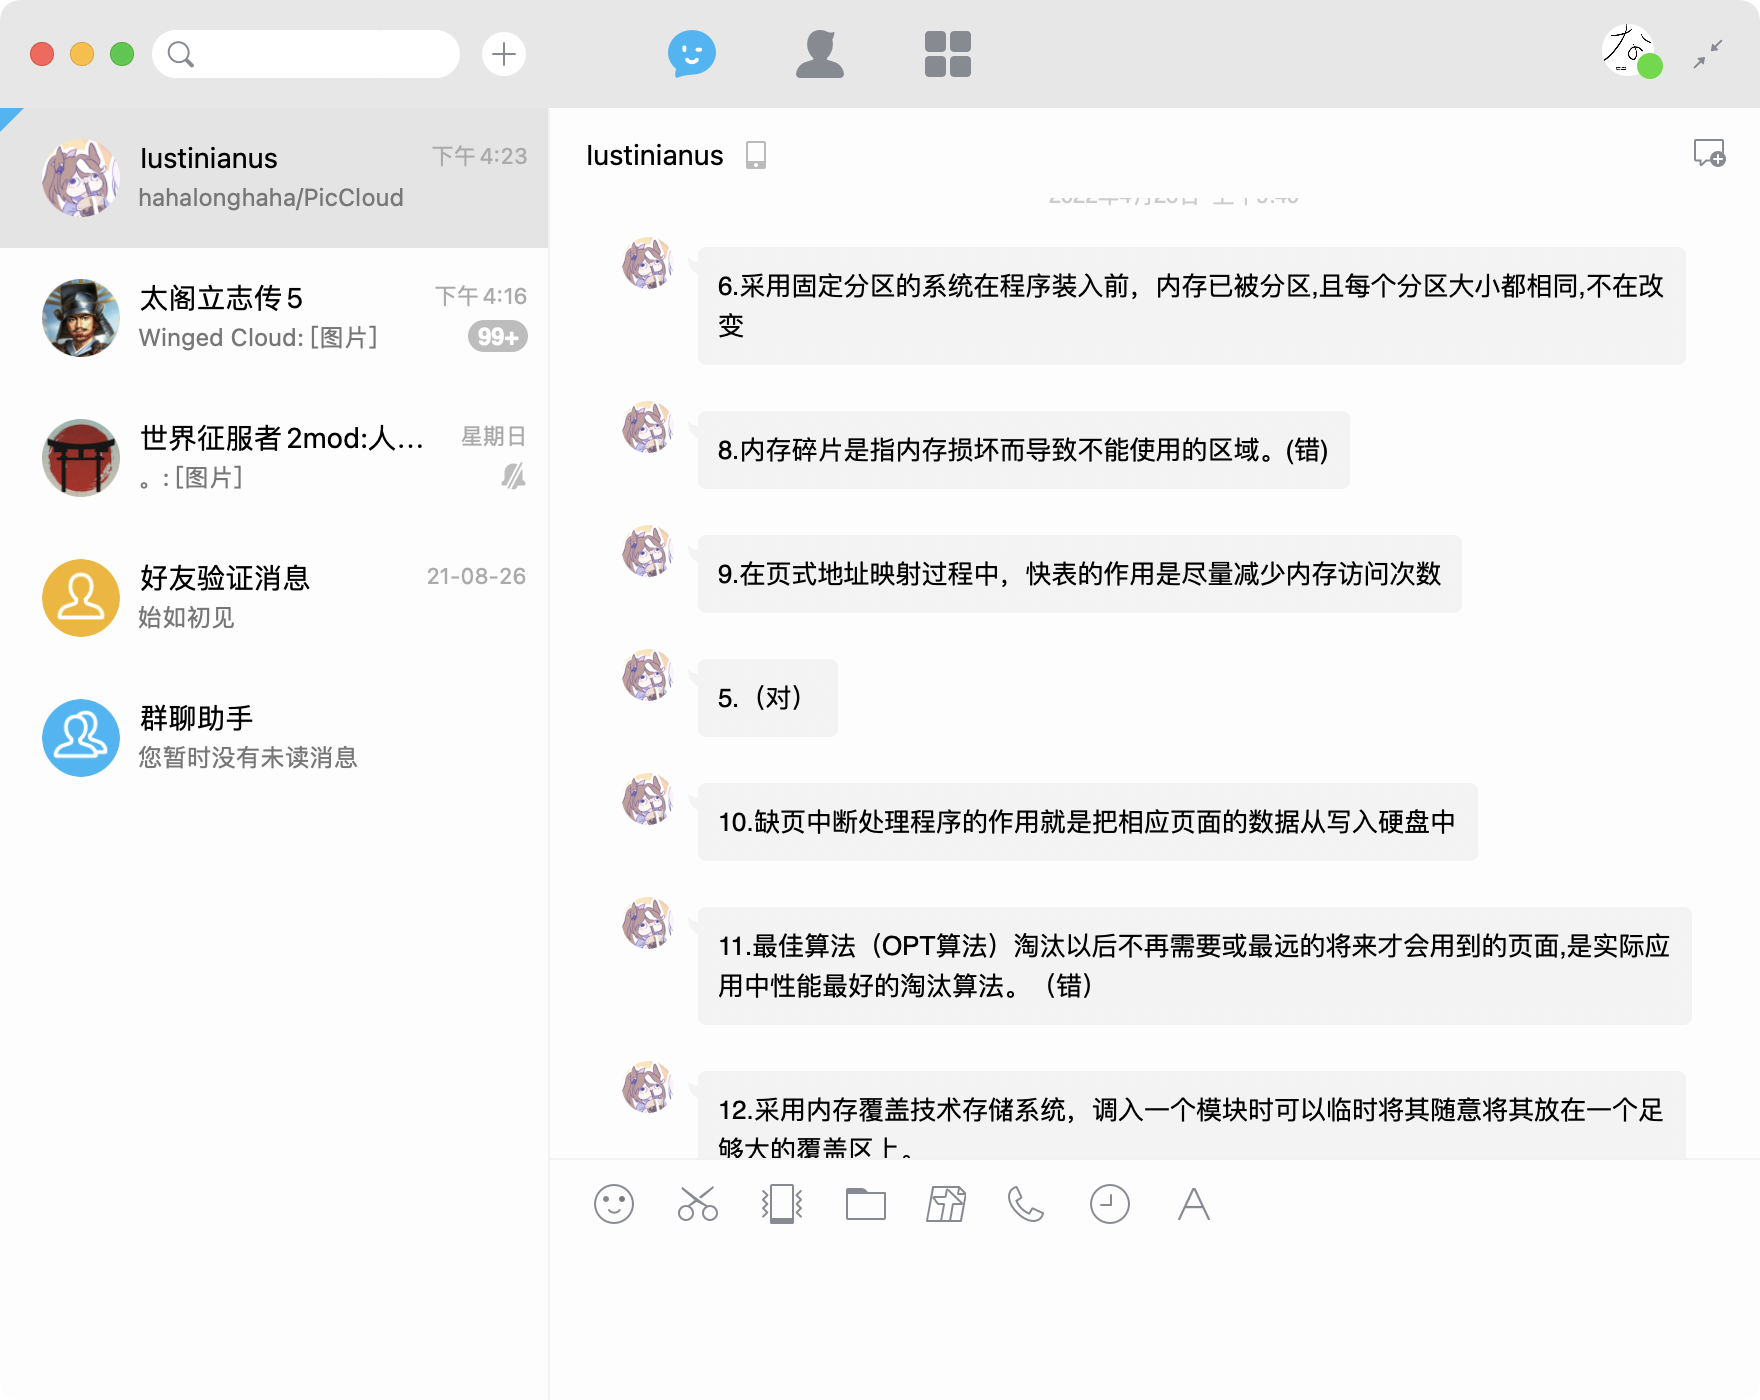 Iustinianus
下午4:23
hahalonghaha/PicCloud
太阁立志传5
下午4:16
Winged Cloud: [图片]
99+
世界征服者2mod:人...
星期日
。: [图片]
好友验证消息
21-08-26
始如初见
群聊助手
您暂时没有未读消息
Iustinianus
6.采用固定分区的系统在程序装入前，内存已被分区,且每个分区大小都相同,不在改
变
8.内存碎片是指内存损坏而导致不能使用的区域。(错)
9.在页式地址映射过程中，快表的作用是尽量减少内存访问次数
5.（对）
10.缺页中断处理程序的作用就是把相应页面的数据从写入硬盘中
11.最佳算法（OPT算法）淘汰以后不再需要或最远的将来才会用到的页面,是实际应
用中性能最好的淘汰算法。（错）
12.采用内存覆盖技术存储系统，调入一个模块时可以临时将其随意将其放在一个足
够大的覆盖区上。